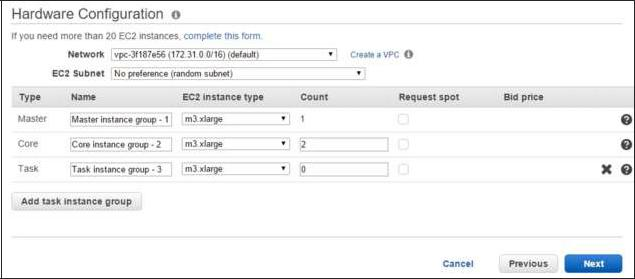 Hardware Configuration
If you need more than 20 EC2 instances, complete this form.
Network vpc-3f187e56 (172.31.0.0/16) (default) Create a VPC
EC2 Subnet No preference (random subnet)
Type Name EC2 instance type Count Request spot Bid price
Master Master instance group - 1 m3.xlarge 1
Core Core instance group - 2 m3.xlarge 2
Task Task instance group - 3 m3.xlarge 0
Add task instance group
Cancel Previous Next